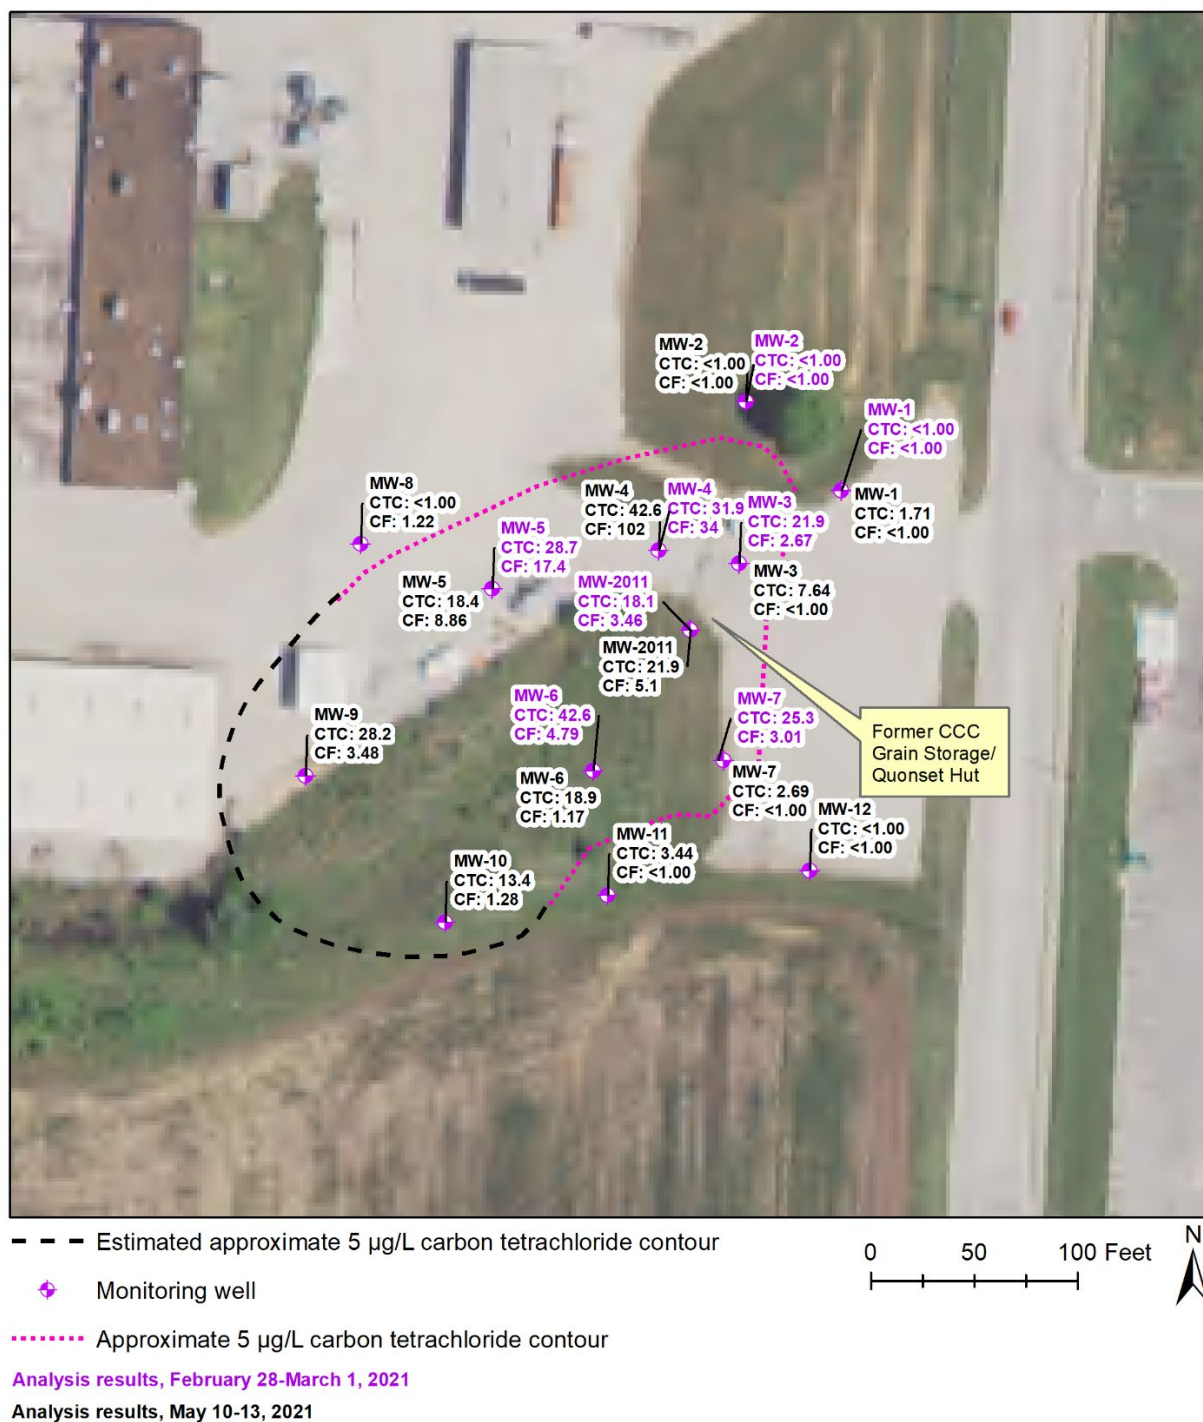 MW-2
CTC: <1.00
CF: <1.00
MW-2
CTC: <1.00
CF: <1.00
MW-1
CTC: <1.00
CF: <1.00
MW-1
CTC: 1.71
CF: <1.00
MW-8
CTC: <1.00
CF: 1.22
MW-4
CTC: 42.6
CF: 102
MW-4
CTC: 31.9
CF: 34
MW-3
CTC: 21.9
CF: 2.67
MW-3
CTC: 7.64
CF: <1.00
MW-5
CTC: 28.7
CF: 17.4
MW-5
CTC: 18.4
CF: 8.86
MW-2011
CTC: 18.1
CF: 3.46
MW-2011
CTC: 21.9
CF: 5.1
MW-6
CTC: 42.6
CF: 4.79
MW-6
CTC: 18.9
CF: 1.17
MW-7
CTC: 25.3
CF: 3.01
MW-7
CTC: 2.69
CF: <1.00
Former CCC
Grain Storage/
Quonset Hut
MW-9
CTC: 28.2
CF: 3.48
MW-12
CTC: <1.00
CF: <1.00
MW-11
CTC: 3.44
CF: <1.00
MW-10
CTC: 13.4
CF: 1.28
Estimated approximate 5 µg/L carbon tetrachloride contour
Monitoring well
Approximate 5 µg/L carbon tetrachloride contour
Analysis results, February 28-March 1, 2021
Analysis results, May 10-13, 2021
0 50 100 Feet
N